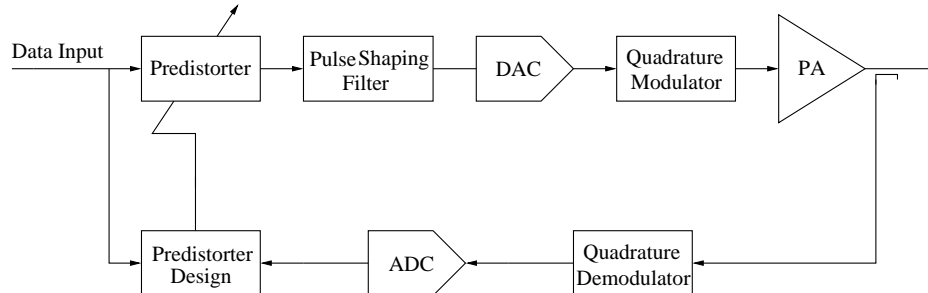 Data Input
Predistorter
Pulse Shaping
Filter
DAC
Quadrature
Modulator
PA
Predistorter
Design
ADC
Quadrature
Demodulator